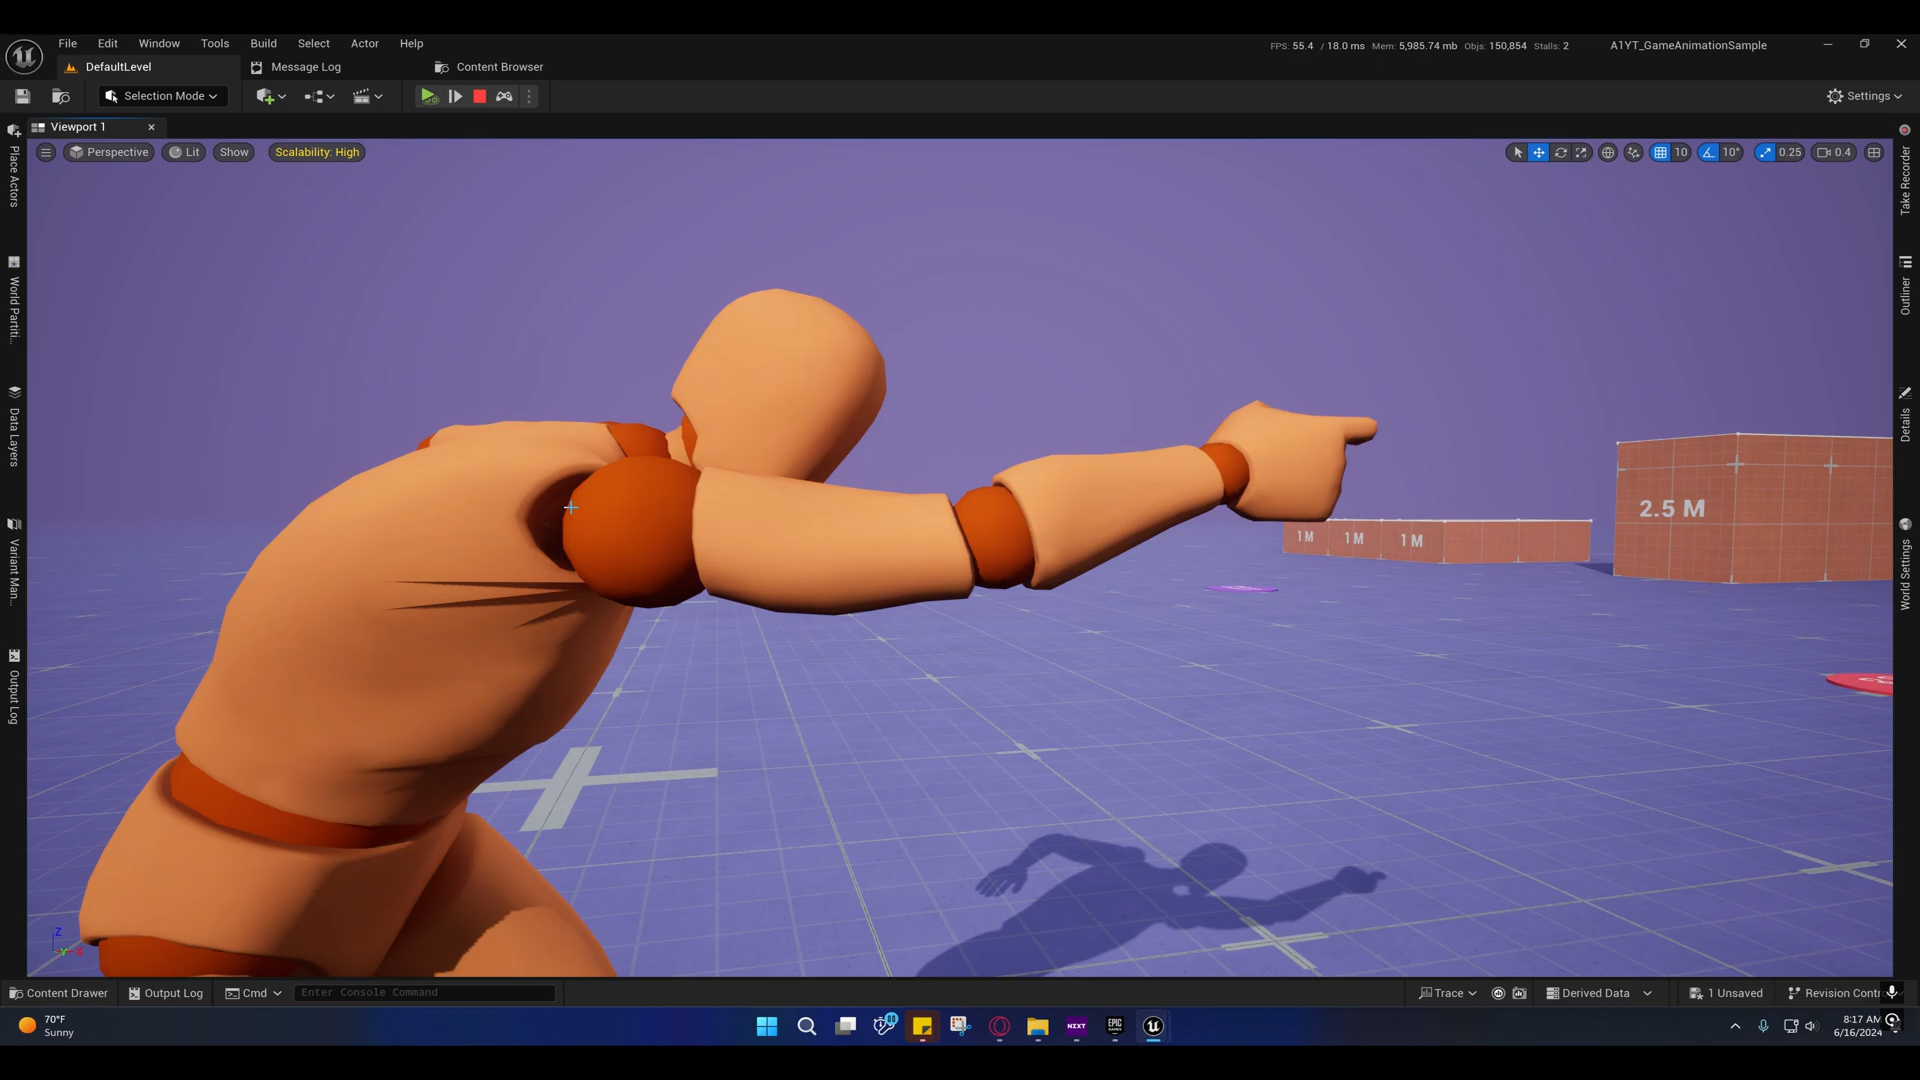 File Edit Window Tools Build Select Actor Help
FPS: 55.4 / 18.0 ms Mem: 5,985.74 mb Objs: 150,854 Stalls: 2
A1YT_GameAnimationSample
DefaultLevel
Message Log
Content Browser
Selection Mode
Settings
Viewport 1
Perspective
Lit
Show
Scalability: High
10
10°
0.25
0.4
Place Actors
World Partiti...
Data Layers
Variant Man...
Output Log
Take Recorder
Outliner
Details
World Settings
2.5 M
1 M
1 M
1 M
Z
Y
X
Content Drawer
Output Log
Cmd
Enter Console Command
Trace
Derived Data
1 Unsaved
Revision Contr
70°F
Sunny
NZXT
EPIC
GAMES
8:17 AM
6/16/2024